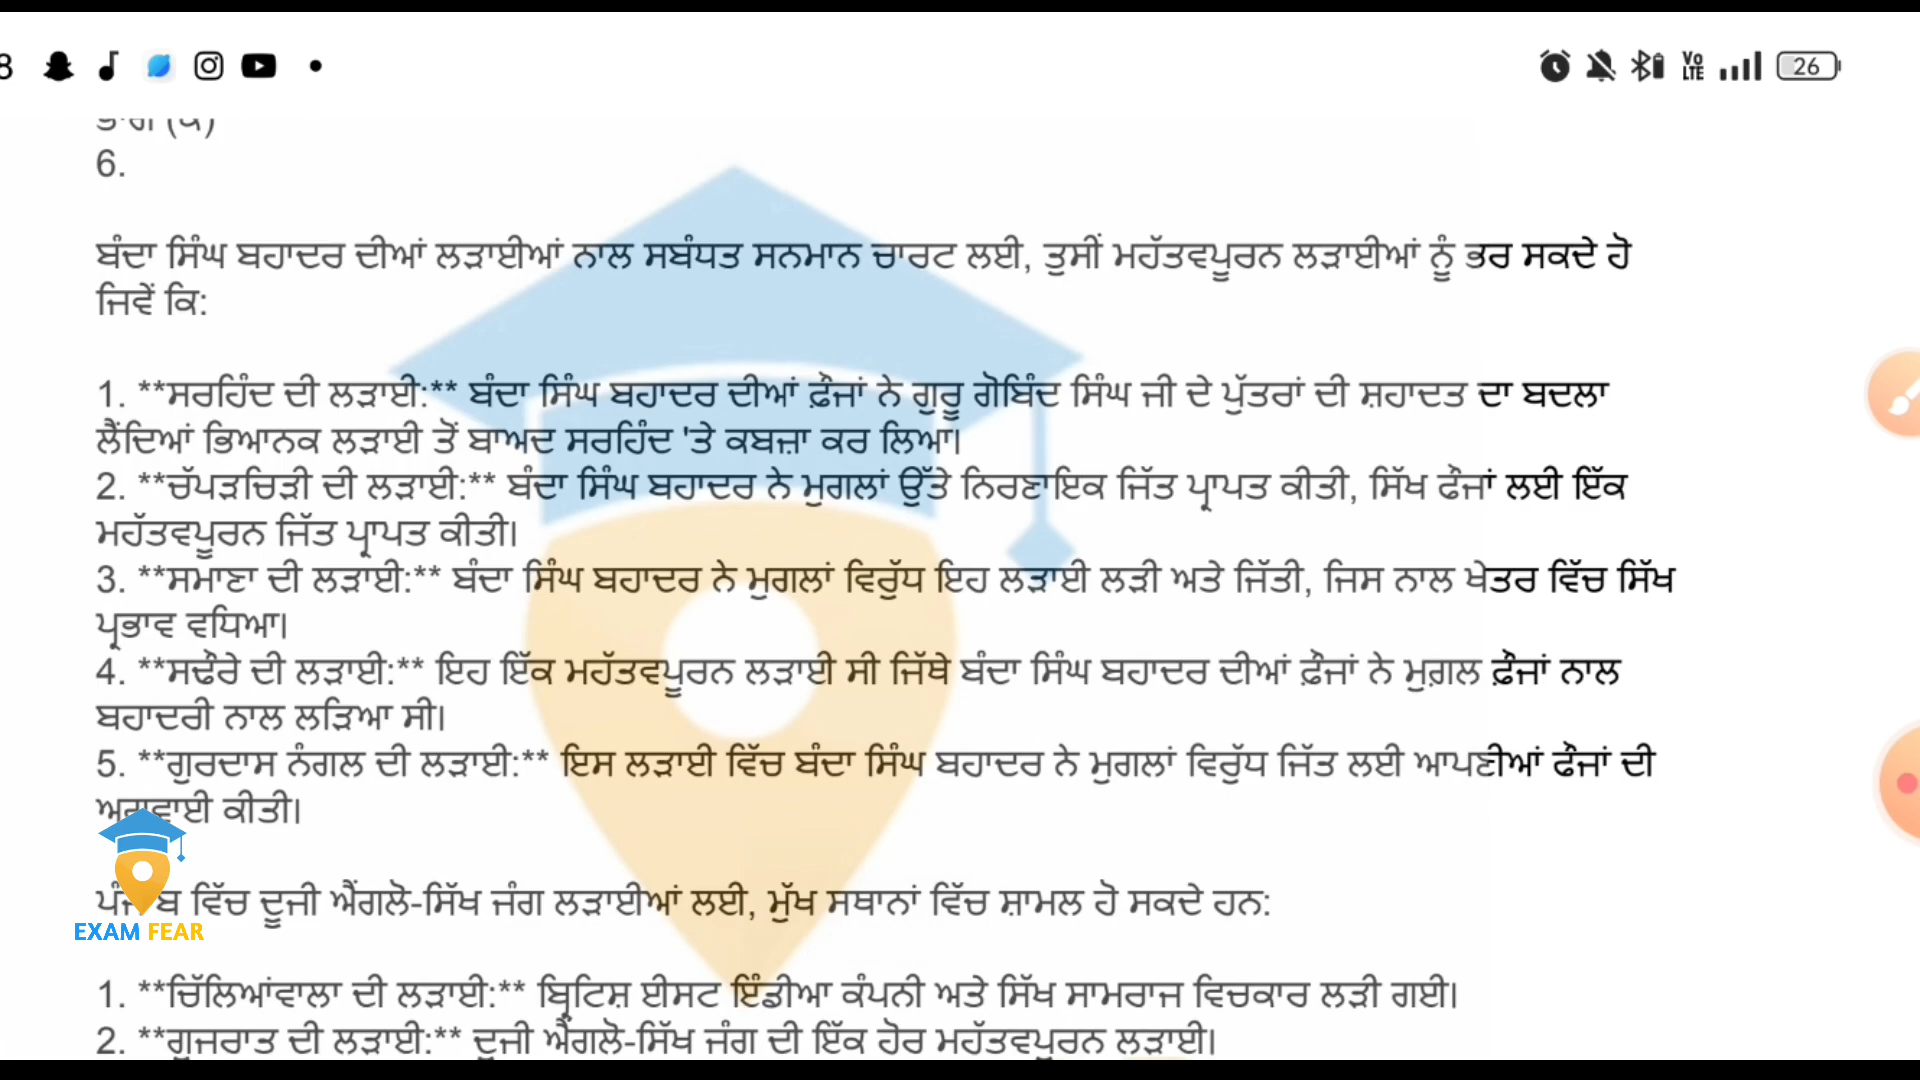 8
VO
LTE
26
6.
ਬੰਦਾ ਸਿੰਘ ਬਹਾਦਰ ਦੀਆਂ ਲੜਾਈਆਂ ਨਾਲ ਸਬੰਧਤ ਸਨਮਾਨ ਚਾਰਟ ਲਈ, ਤੁਸੀਂ ਮਹੱਤਵਪੂਰਨ ਲੜਾਈਆਂ ਨੂੰ ਭਰ ਸਕਦੇ ਹੋ
ਜਿਵੇਂ ਕਿ:
1. **ਸਰਹਿੰਦ ਦੀ ਲੜਾਈ:** ਬੰਦਾ ਸਿੰਘ ਬਹਾਦਰ ਦੀਆਂ ਫ਼ੌਜਾਂ ਨੇ ਗੁਰੂ ਗੋਬਿੰਦ ਸਿੰਘ ਜੀ ਦੇ ਪੁੱਤਰਾਂ ਦੀ ਸ਼ਹਾਦਤ ਦਾ ਬਦਲਾ
ਲੈਂਦਿਆਂ ਭਿਆਨਕ ਲੜਾਈ ਤੋਂ ਬਾਅਦ ਸਰਹਿੰਦ 'ਤੇ ਕਬਜ਼ਾ ਕਰ ਲਿਆ।
2. **ਚੱਪੜਚਿੜੀ ਦੀ ਲੜਾਈ:** ਬੰਦਾ ਸਿੰਘ ਬਹਾਦਰ ਨੇ ਮੁਗਲਾਂ ਉੱਤੇ ਨਿਰਣਾਇਕ ਜਿੱਤ ਪ੍ਰਾਪਤ ਕੀਤੀ, ਸਿੱਖ ਫੌਜਾਂ ਲਈ ਇੱਕ
ਮਹੱਤਵਪੂਰਨ ਜਿੱਤ ਪ੍ਰਾਪਤ ਕੀਤੀ।
3. **ਸਮਾਣਾ ਦੀ ਲੜਾਈ:** ਬੰਦਾ ਸਿੰਘ ਬਹਾਦਰ ਨੇ ਮੁਗਲਾਂ ਵਿਰੁੱਧ ਇਹ ਲੜਾਈ ਲੜੀ ਅਤੇ ਜਿੱਤੀ, ਜਿਸ ਨਾਲ ਖੇਤਰ ਵਿੱਚ ਸਿੱਖ
ਪ੍ਰਭਾਵ ਵਧਿਆ।
4. **ਸਢੌਰੇ ਦੀ ਲੜਾਈ:** ਇਹ ਇੱਕ ਮਹੱਤਵਪੂਰਨ ਲੜਾਈ ਸੀ ਜਿੱਥੇ ਬੰਦਾ ਸਿੰਘ ਬਹਾਦਰ ਦੀਆਂ ਫ਼ੌਜਾਂ ਨੇ ਮੁਗ਼ਲ ਫ਼ੌਜਾਂ ਨਾਲ
ਬਹਾਦਰੀ ਨਾਲ ਲੜਿਆ ਸੀ।
5. **ਗੁਰਦਾਸ ਨੰਗਲ ਦੀ ਲੜਾਈ:** ਇਸ ਲੜਾਈ ਵਿੱਚ ਬੰਦਾ ਸਿੰਘ ਬਹਾਦਰ ਨੇ ਮੁਗਲਾਂ ਵਿਰੁੱਧ ਜਿੱਤ ਲਈ ਆਪਣੀਆਂ ਫੌਜਾਂ ਦੀ
ਕੀਤੀ।
ਵਿੱਚ ਦੂਜੀ ਐਂਗਲੋ-ਸਿੱਖ ਜੰਗ ਲੜਾਈਆਂ ਲਈ, ਮੁੱਖ ਸਥਾਨਾਂ ਵਿੱਚ ਸ਼ਾਮਲ ਹੋ ਸਕਦੇ ਹਨ:
EXAM FEAR
1. **ਚਿੱਲਿਆਂਵਾਲਾ ਦੀ ਲੜਾਈ:** ਬ੍ਰਿਟਿਸ਼ ਈਸਟ ਇੰਡੀਆ ਕੰਪਨੀ ਅਤੇ ਸਿੱਖ ਸਾਮਰਾਜ ਵਿਚਕਾਰ ਲੜੀ ਗਈ।
2. **ਗੁਜਰਾਤ ਦੀ ਲੜਾਈ:** ਦੂਜੀ ਐਂਗਲੋ-ਸਿੱਖ ਜੰਗ ਦੀ ਇੱਕ ਹੋਰ ਮਹੱਤਵਪੂਰਨ ਲੜਾਈ।